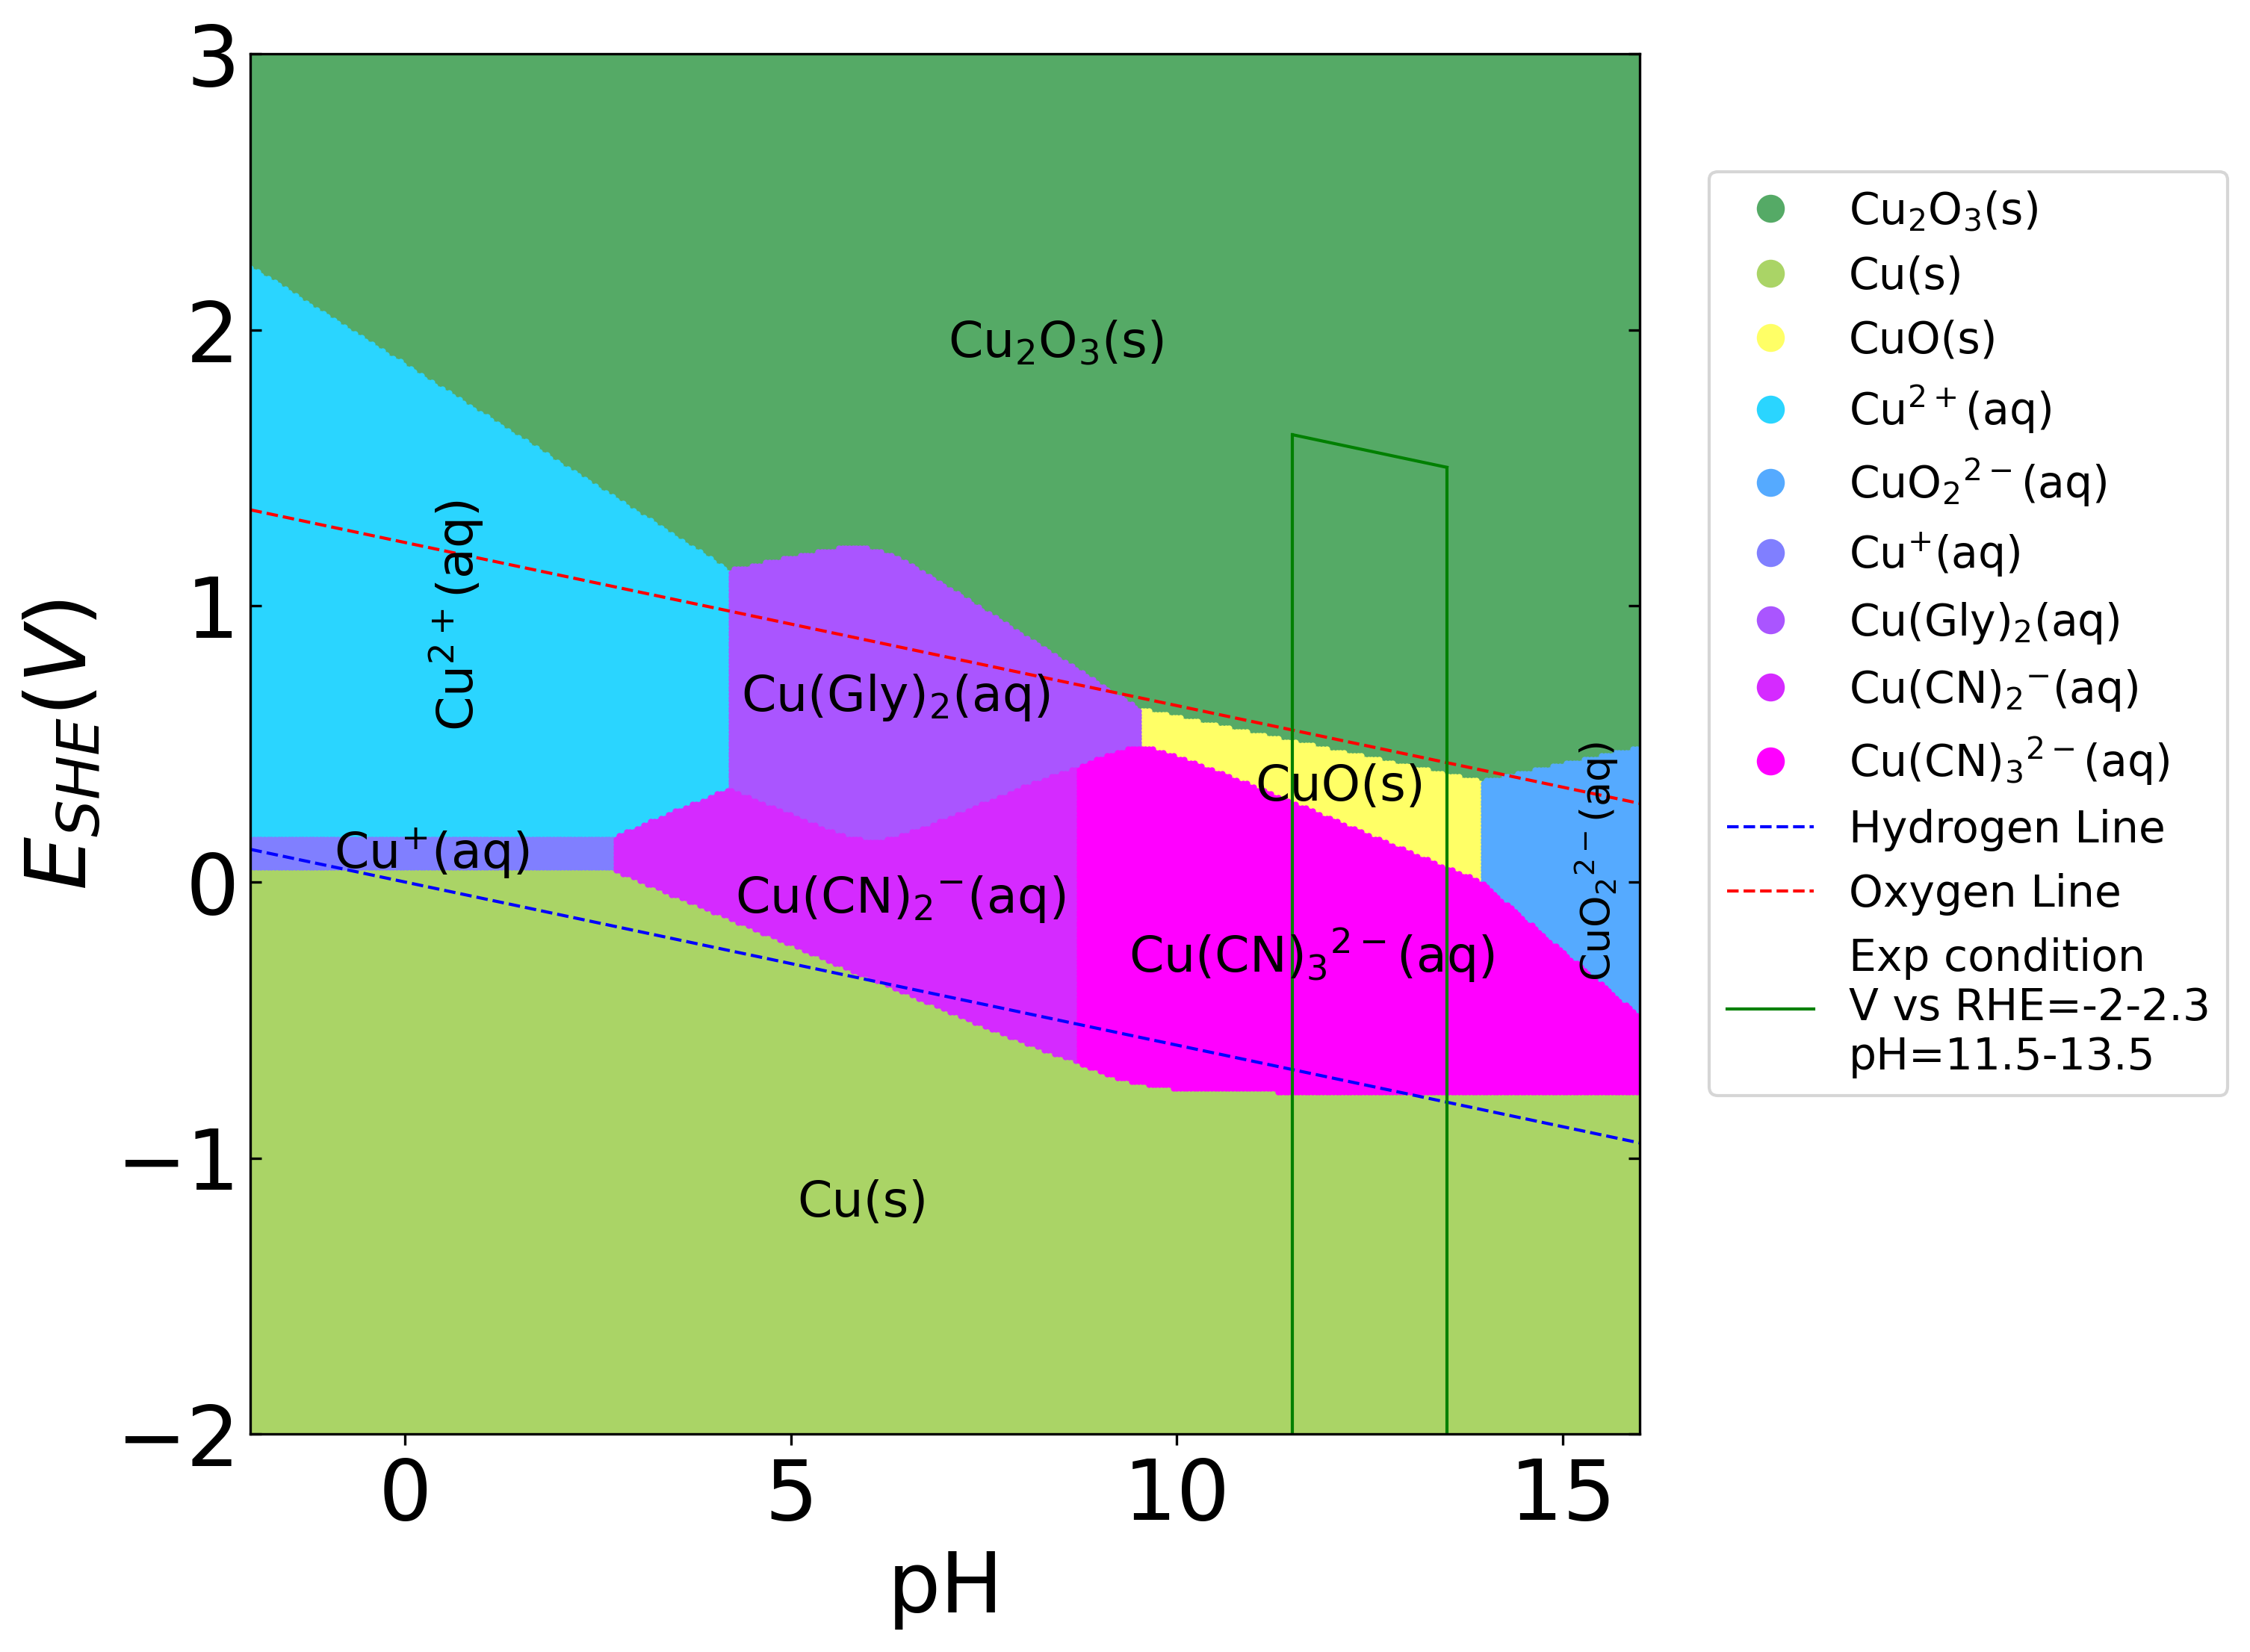 3
2
1
0
−1
−2
E_SHE(V)
0
5
10
15
pH
Cu₂O₃(s)
Cu²⁺(aq)
Cu(Gly)₂(aq)
CuO(s)
CuO₂²⁻(aq)
Cu⁺(aq)
Cu(CN)₂⁻(aq)
Cu(CN)₃²⁻(aq)
Cu(s)
Cu₂O₃(s)
Cu(s)
CuO(s)
Cu²⁺(aq)
CuO₂²⁻(aq)
Cu⁺(aq)
Cu(Gly)₂(aq)
Cu(CN)₂⁻(aq)
Cu(CN)₃²⁻(aq)
Hydrogen Line
Oxygen Line
Exp condition
V vs RHE=-2-2.3
pH=11.5-13.5